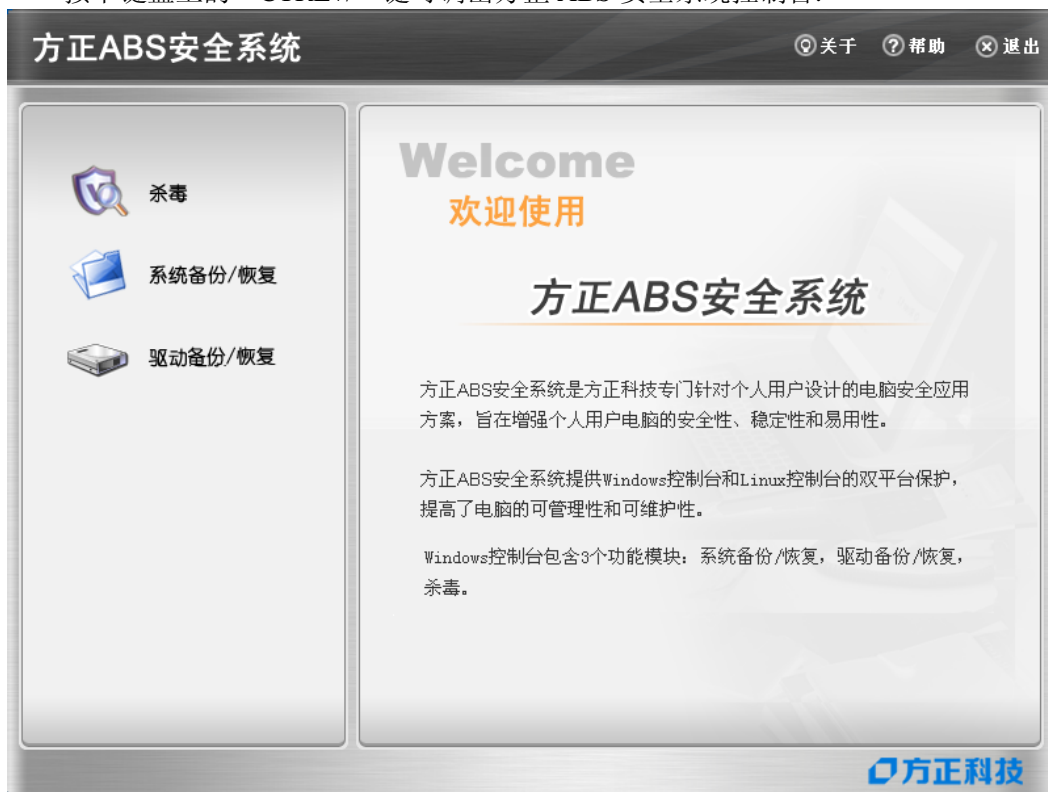 方正ABS安全系统
关于 帮助 退出
杀毒
系统备份/恢复
驱动备份/恢复
Welcome
欢迎使用
方正ABS安全系统
方正ABS安全系统是方正科技专门针对个人用户设计的电脑安全应用
方案，旨在增强个人用户电脑的安全性、稳定性和易用性。
方正ABS安全系统提供Windows控制台和Linux控制台的双平台保护，
提高了电脑的可管理性和可维护性。
Windows控制台包含3个功能模块：系统备份/恢复，驱动备份/恢复，
杀毒。
方正科技